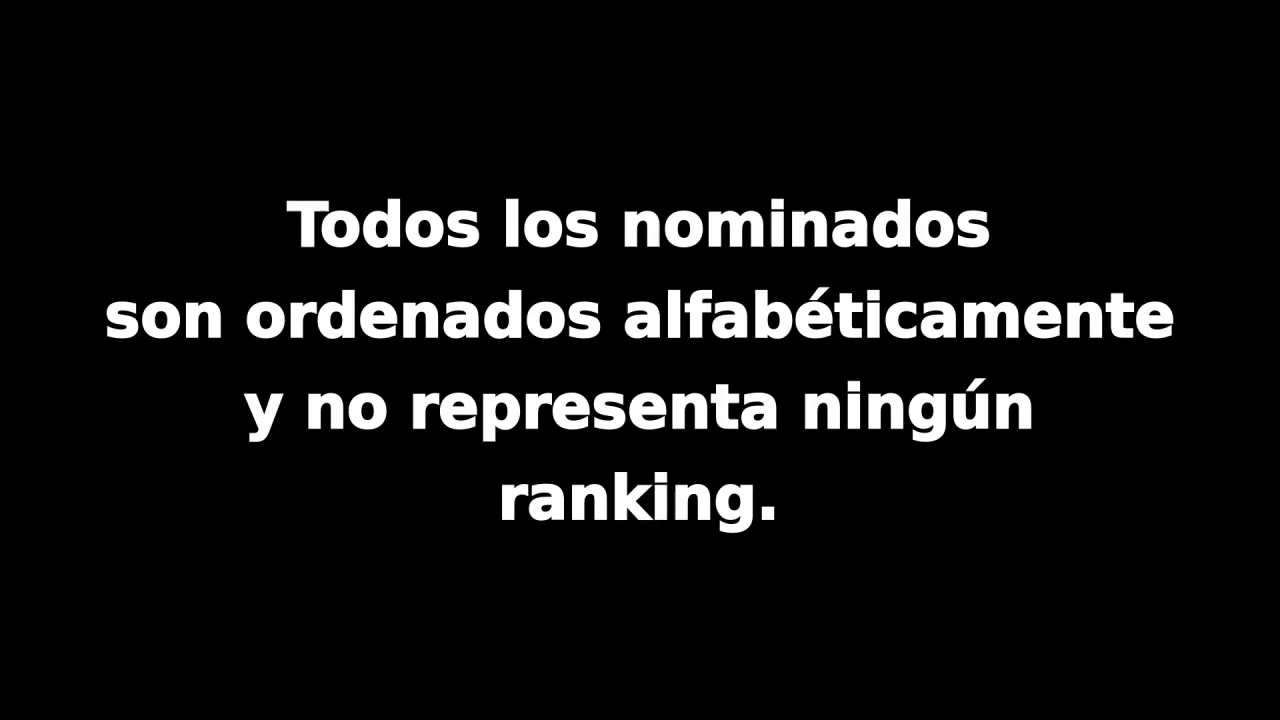 Todos los nominados
son ordenados alfabéticamente
y no representa ningún
ranking.